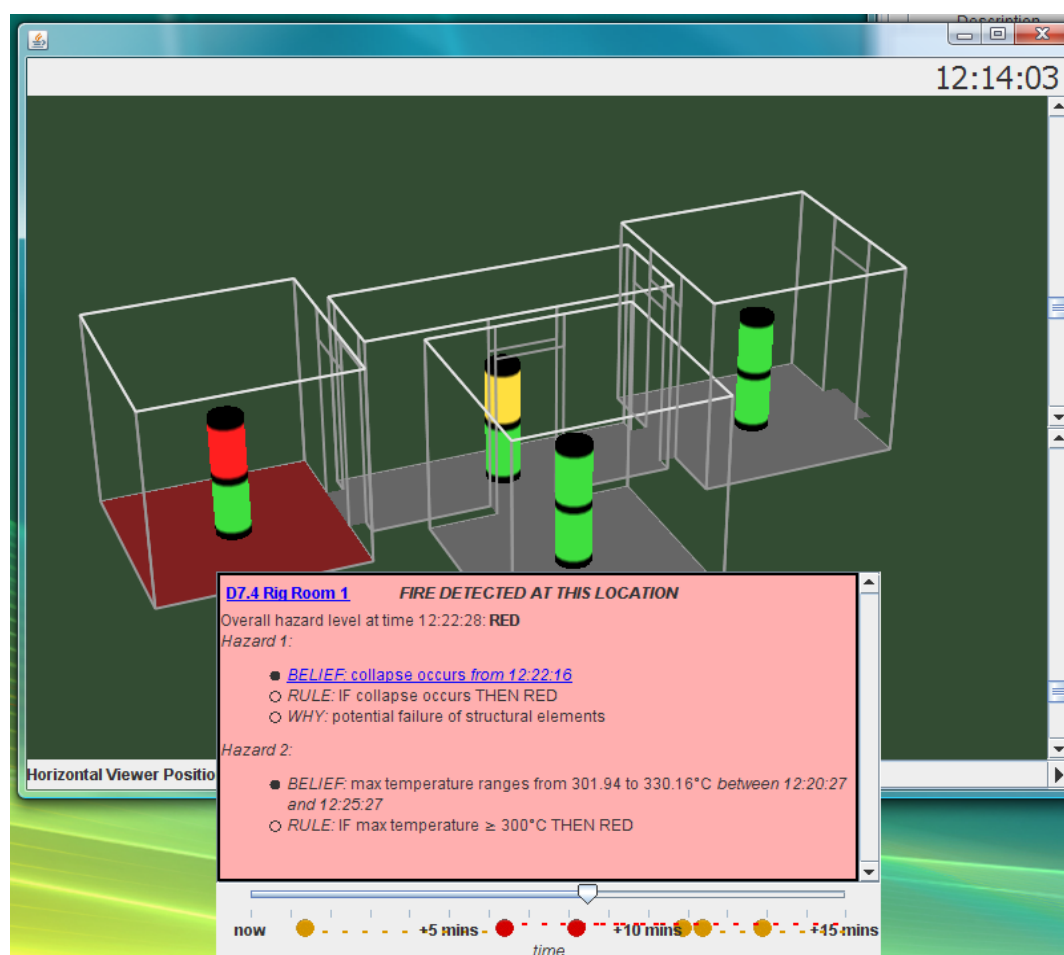 Description
12:14:03
D7.4 Rig Room 1 FIRE DETECTED AT THIS LOCATION
Overall hazard level at time 12:22:28: RED
Hazard 1:
BELIEF: collapse occurs from 12:22:16
RULE: IF collapse occurs THEN RED
WHY: potential failure of structural elements
Hazard 2:
Horizontal Viewer Positio
BELIEF: max temperature ranges from 301.94 to 330.16°C between 12:20:27
and 12:25:27
RULE: IF max temperature ≥ 300°C THEN RED
now +5 mins +10 mins +15 mins
time